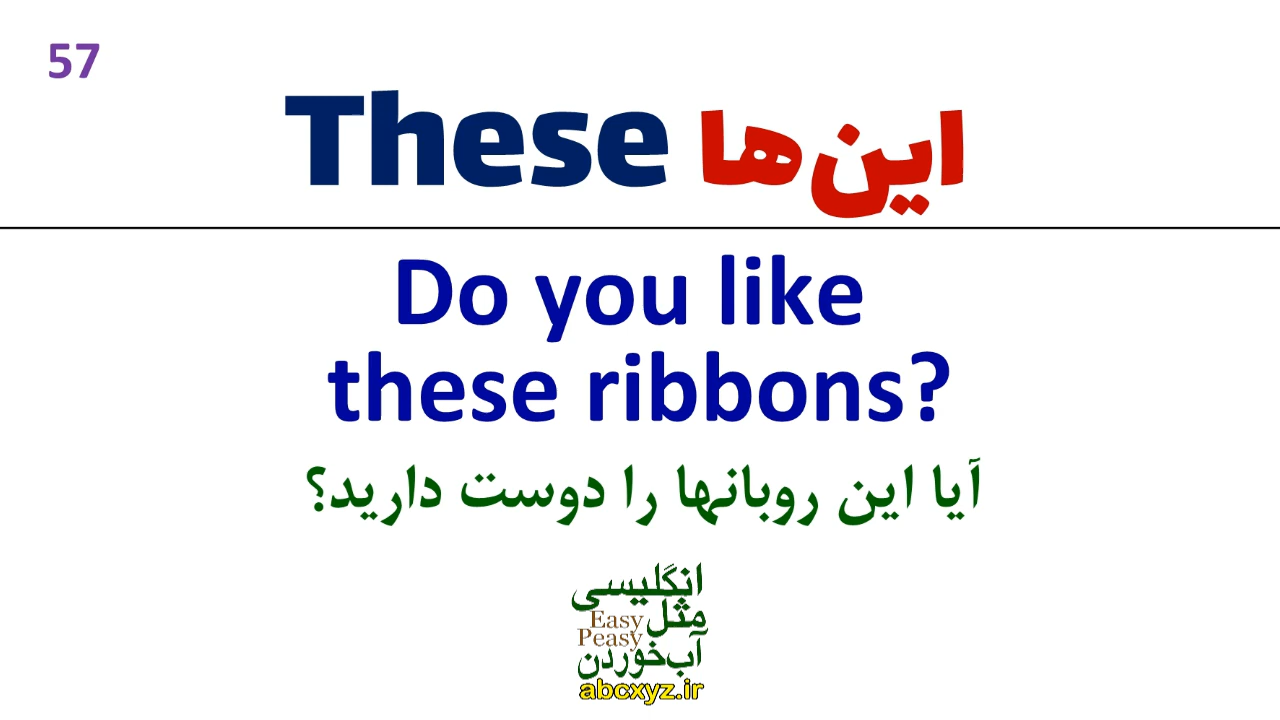 57
These این‌ها
Do you like
these ribbons?
آیا این روبانها را دوست دارید؟
انگلیسی
مثل
Easy
Peasy
آب‌خوردن
abcxyz.ir